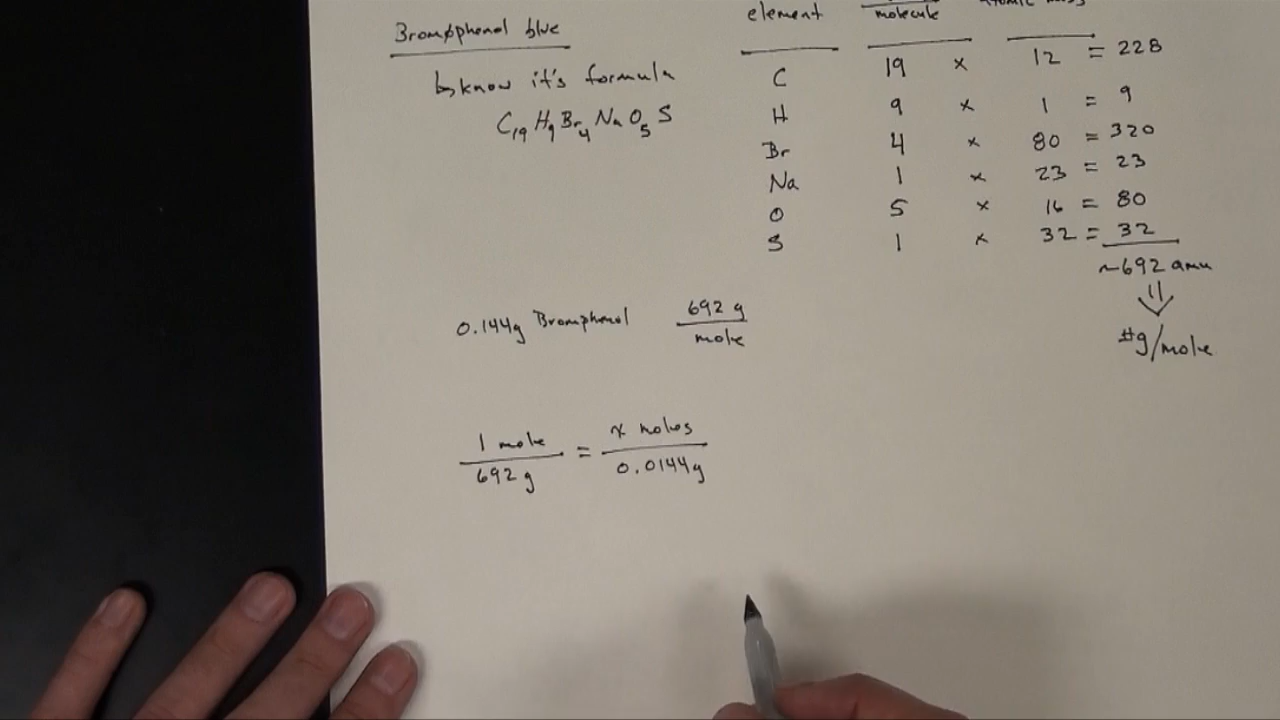 Bromophenol blue
↳ know it's formula
C19 H9 Br4 Na O5 S
element molecule
C 19 x 12 = 228
H 9 x 1 = 9
Br 4 x 80 = 320
Na 1 x 23 = 23
O 5 x 16 = 80
S 1 x 32 = 32
~692 amu
⇓
#g/mole
0.144g Bromphenol 692 g / mole
1 mole / 692 g = x moles / 0.0144g